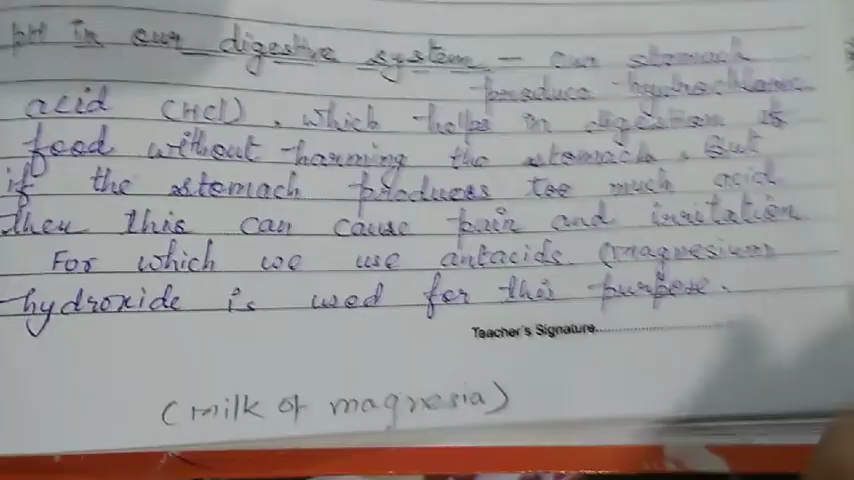 pH in our digestive system - our stomach
produce hydrochloric
acid (HCl), which helps in digestion of
food without harming the stomach. But
if the stomach produces too much acid
then this can cause pain and irritation
For which we use antacids. (magnesium
hydroxide is used for this purpose.
Teacher's Signature
(milk of magnesia)